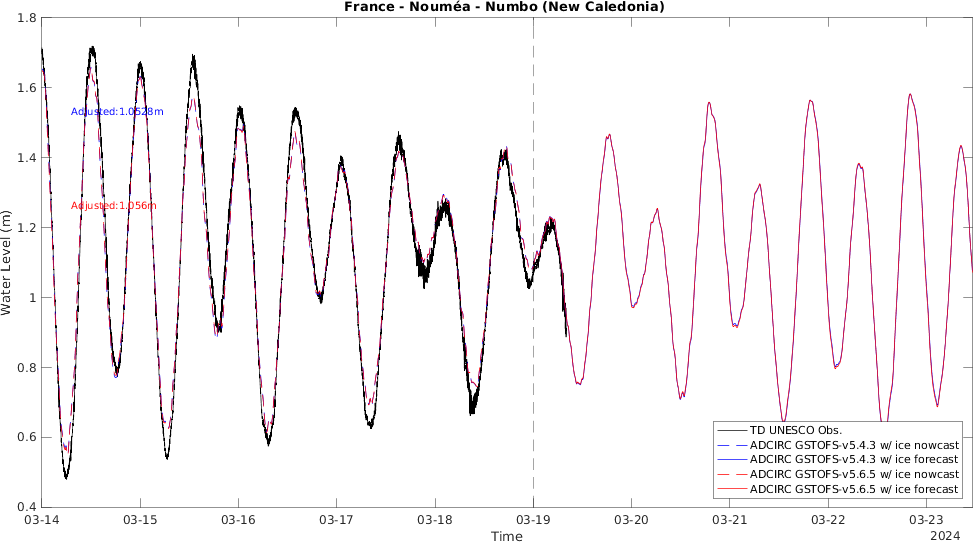 France - Nouméa - Numbo (New Caledonia)
1.8
1.6
1.4
1.2
1
0.8
0.6
0.4
Water Level (m)
Adjusted:1.0528m
Adjusted:1.056m
TD UNESCO Obs.
ADCIRC GSTOFS-v5.4.3 w/ ice nowcast
ADCIRC GSTOFS-v5.4.3 w/ ice forecast
ADCIRC GSTOFS-v5.6.5 w/ ice nowcast
ADCIRC GSTOFS-v5.6.5 w/ ice forecast
03-14 03-15 03-16 03-17 03-18 03-19 03-20 03-21 03-22 03-23
Time
2024